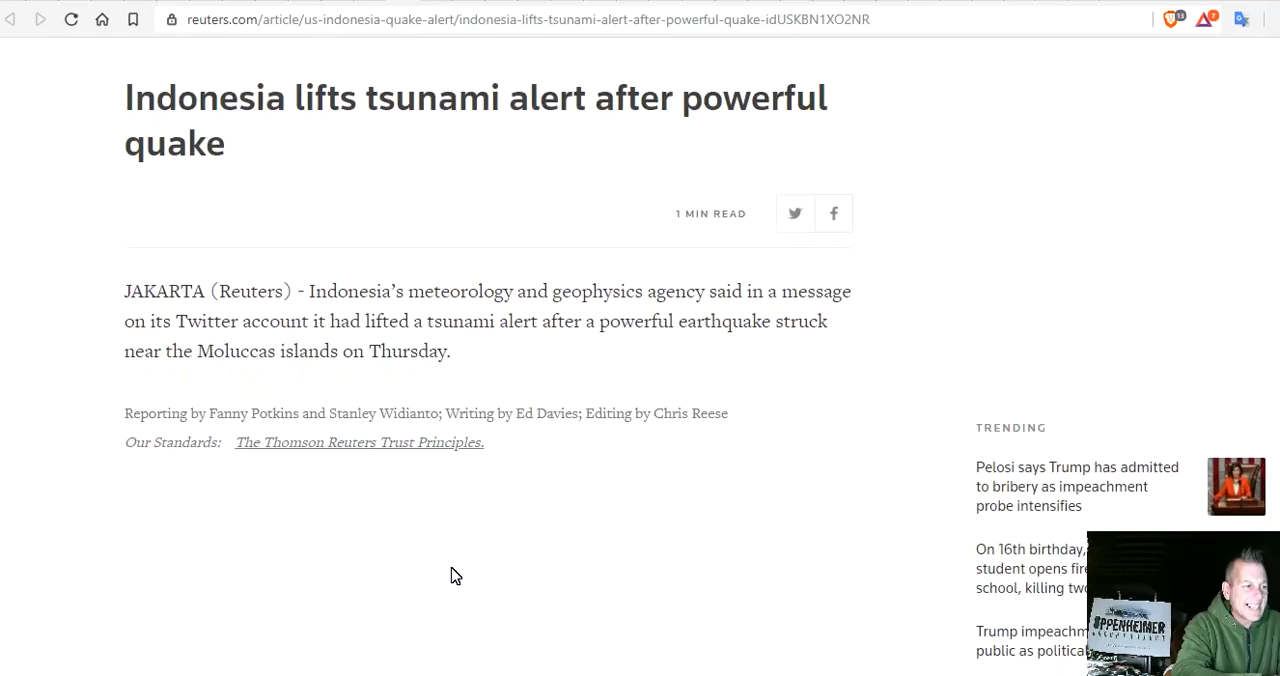 reuters.com/article/us-indonesia-quake-alert/indonesia-lifts-tsunami-alert-after-powerful-quake-idUSKBN1XO2NR
13
2
Indonesia lifts tsunami alert after powerful
quake
1 MIN READ
JAKARTA (Reuters) - Indonesia’s meteorology and geophysics agency said in a message
on its Twitter account it had lifted a tsunami alert after a powerful earthquake struck
near the Moluccas islands on Thursday.
Reporting by Fanny Potkins and Stanley Widianto; Writing by Ed Davies; Editing by Chris Reese
Our Standards: The Thomson Reuters Trust Principles.
TRENDING
Pelosi says Trump has admitted
to bribery as impeachment
probe intensifies
On 16th birthday,
student opens fire
school, killing two
Trump impeachm
public as politica
OPPENHEIMER